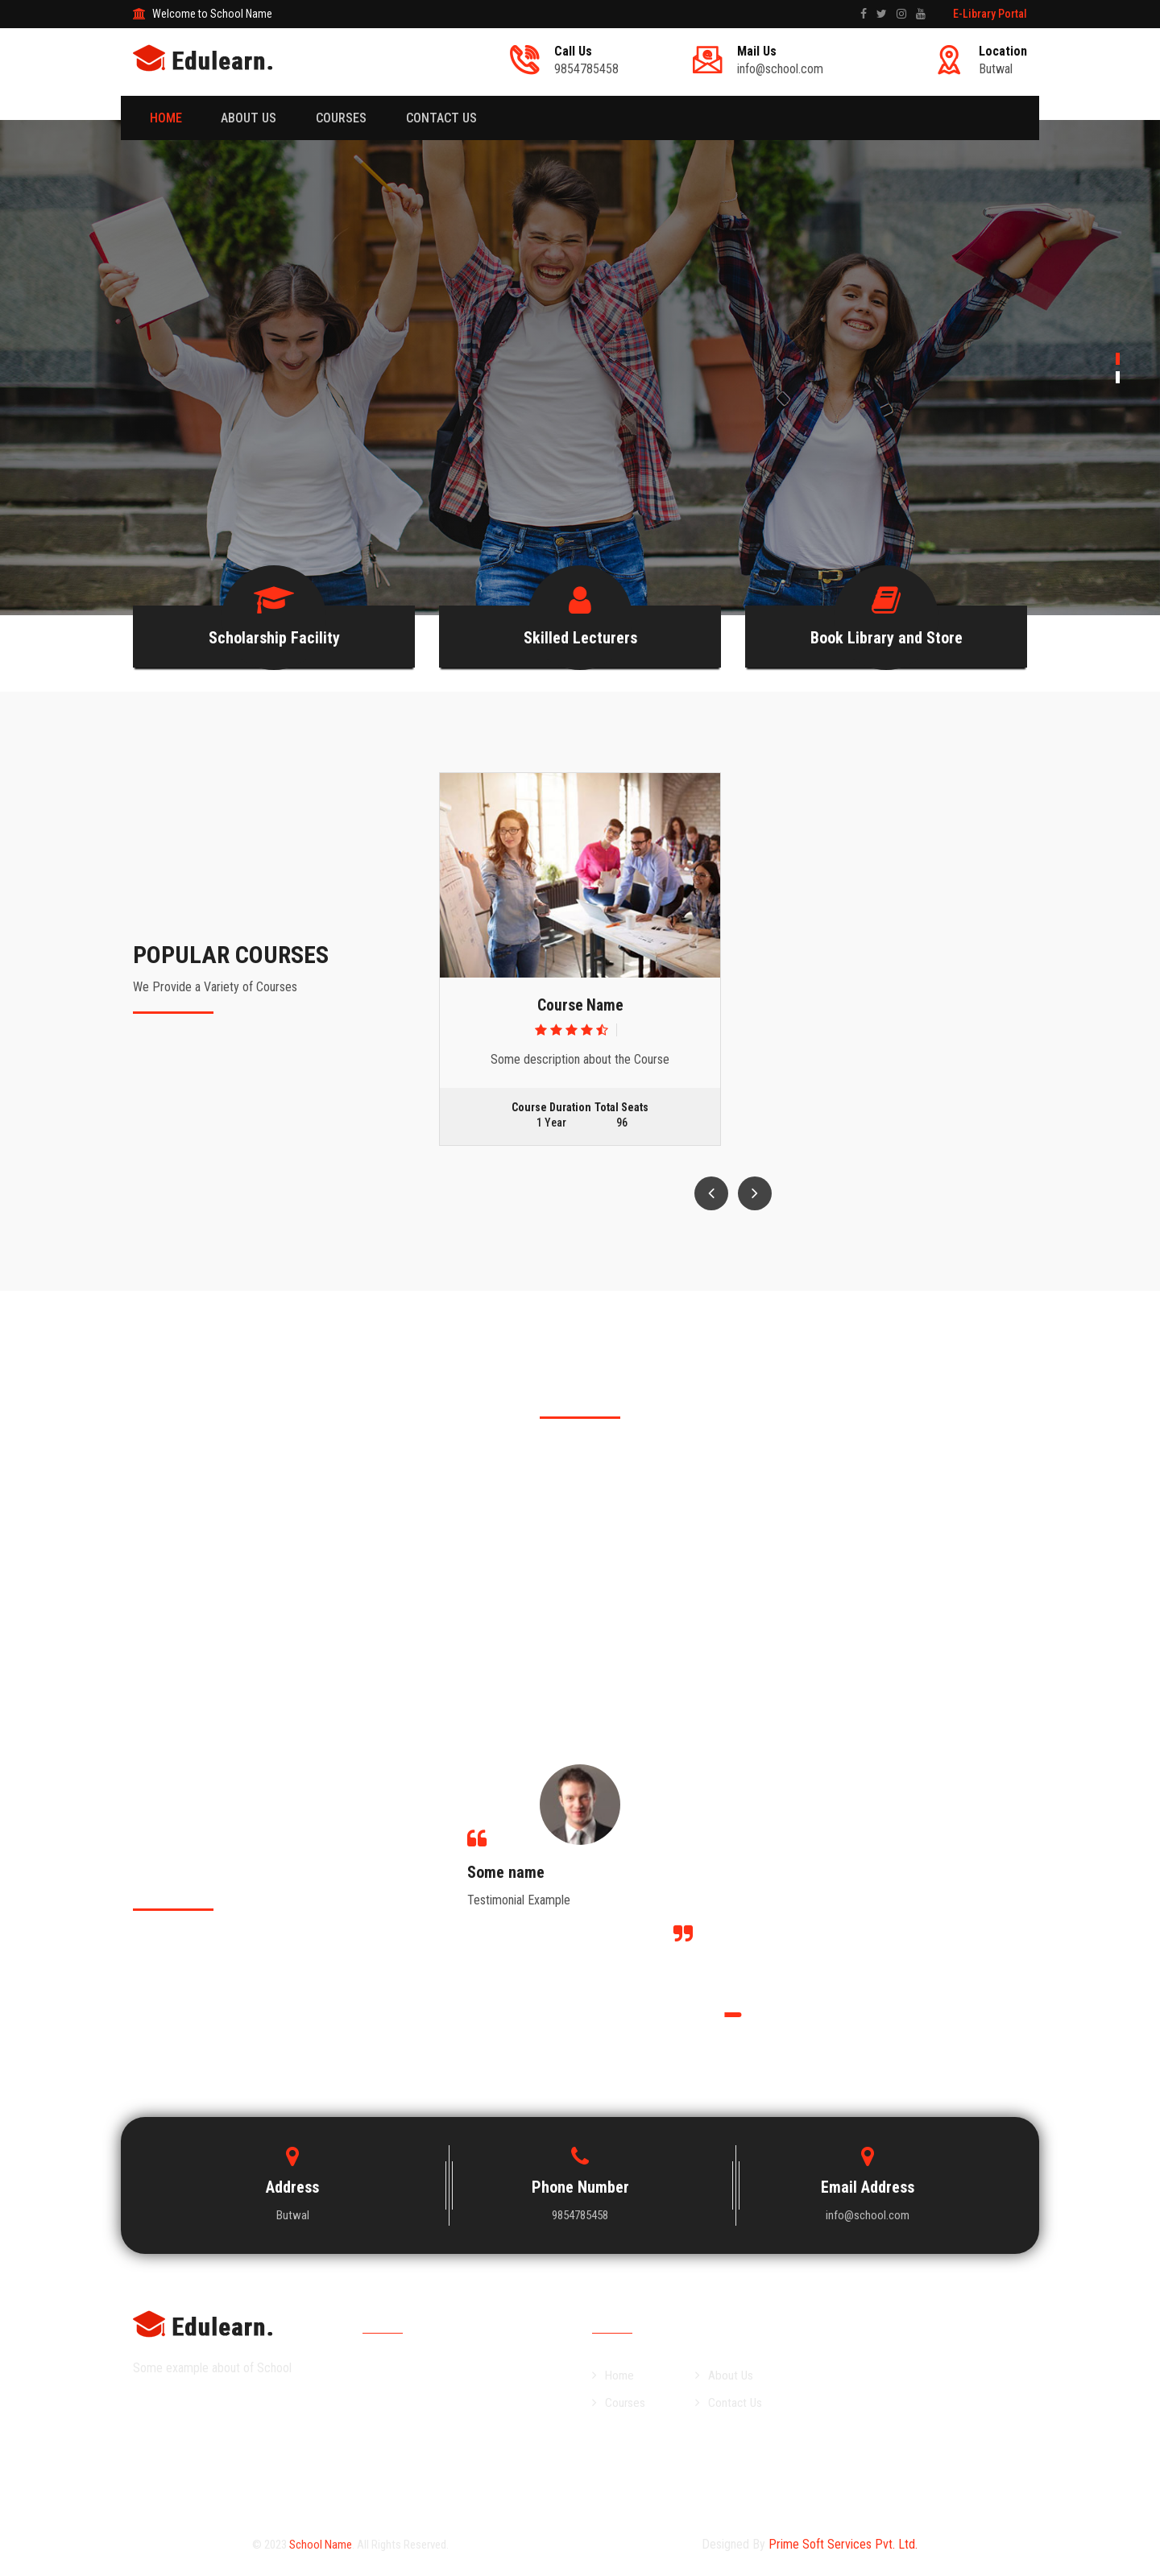 Welcome to School Name
E-Library Portal
Edulearn.
Call Us
9854785458
Mail Us
info@school.com
Location
Butwal
HOME
ABOUT US
COURSES
CONTACT US
Scholarship Facility
Skilled Lecturers
Book Library and Store
POPULAR COURSES
We Provide a Variety of Courses
Course Name
Some description about the Course
Course Duration Total Seats
1 Year 96
Some name
Testimonial Example
Address
Butwal
Phone Number
9854785458
Email Address
info@school.com
Edulearn.
Some example about of School
Home
About Us
Courses
Contact Us
© 2023 School Name. All Rights Reserved.
Designed By Prime Soft Services Pvt. Ltd.